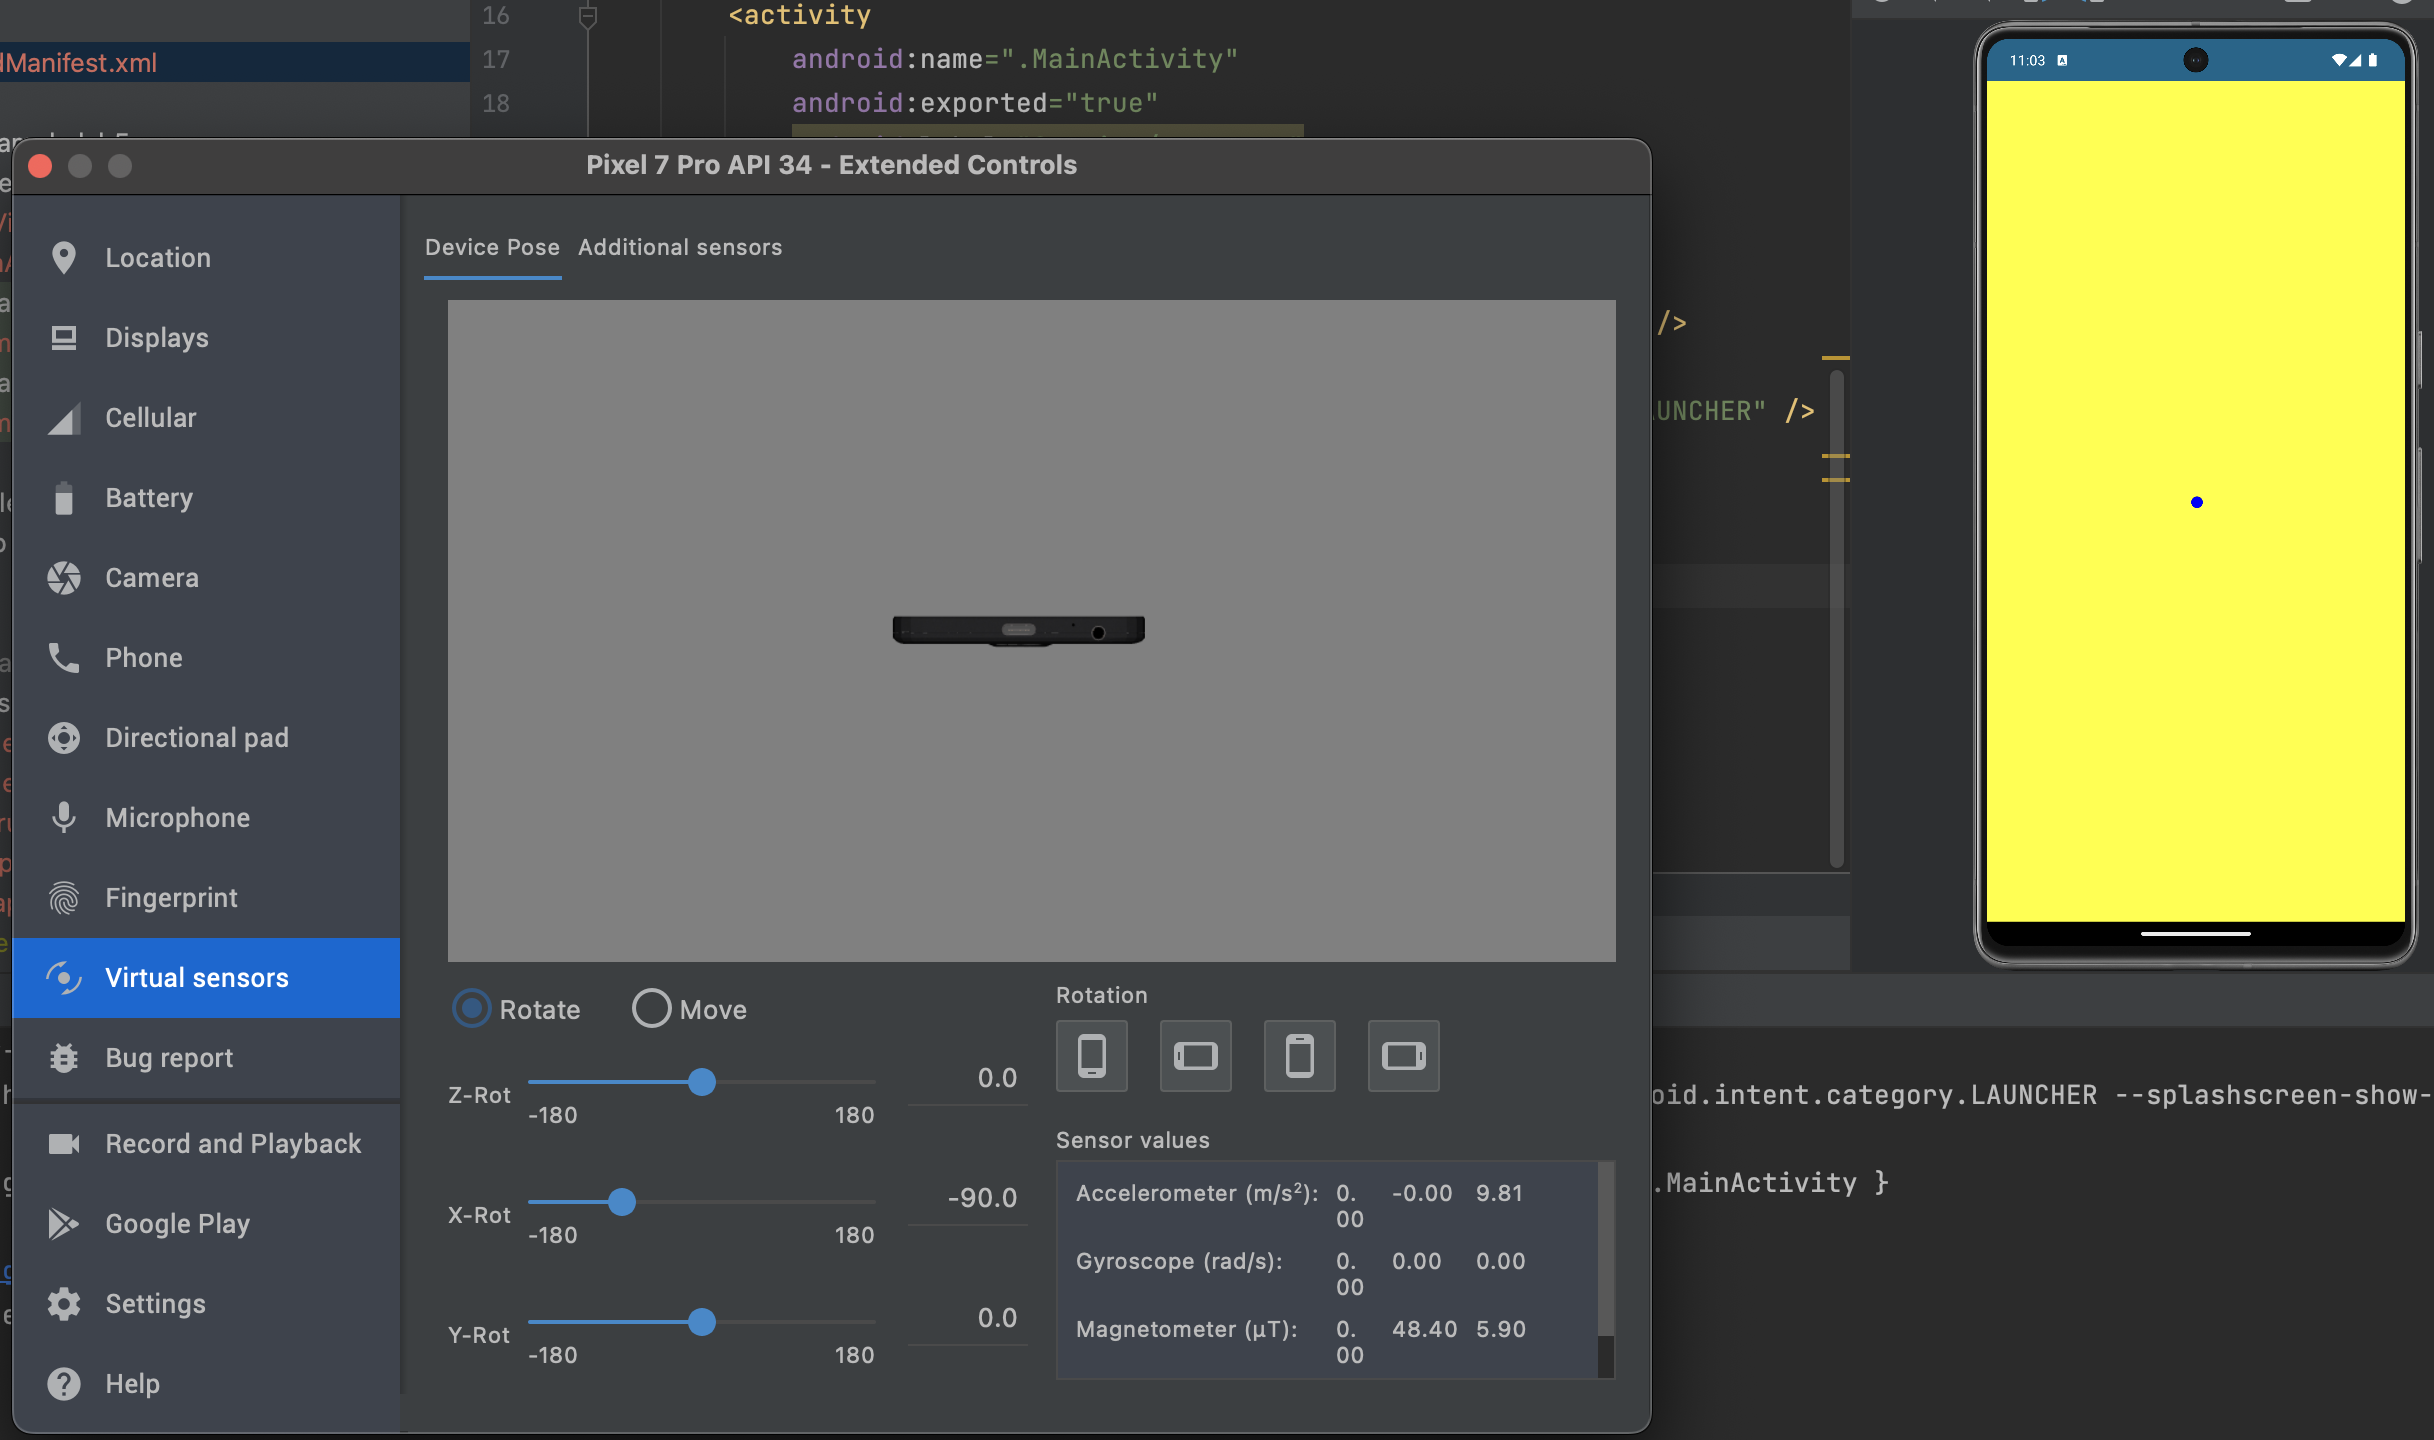 16 <activity
dManifest.xml
17 android:name=".MainActivity"
18 android:exported="true"
11:03
Pixel 7 Pro API 34 - Extended Controls
Location
Displays
Cellular
Battery
Camera
Phone
Directional pad
Microphone
Fingerprint
Virtual sensors
Bug report
Record and Playback
Google Play
Settings
Help
Device Pose Additional sensors
Rotate Move
Z-Rot 0.0
-180 180
X-Rot -90.0
-180 180
Y-Rot 0.0
-180 180
Rotation
Sensor values
Accelerometer (m/s²): 0.00 -0.00 9.81
Gyroscope (rad/s): 0.00 0.00 0.00
Magnetometer (μT): 0.00 48.40 5.90
/>
UNCHER" />
oid.intent.category.LAUNCHER --splashscreen-show-
.MainActivity }